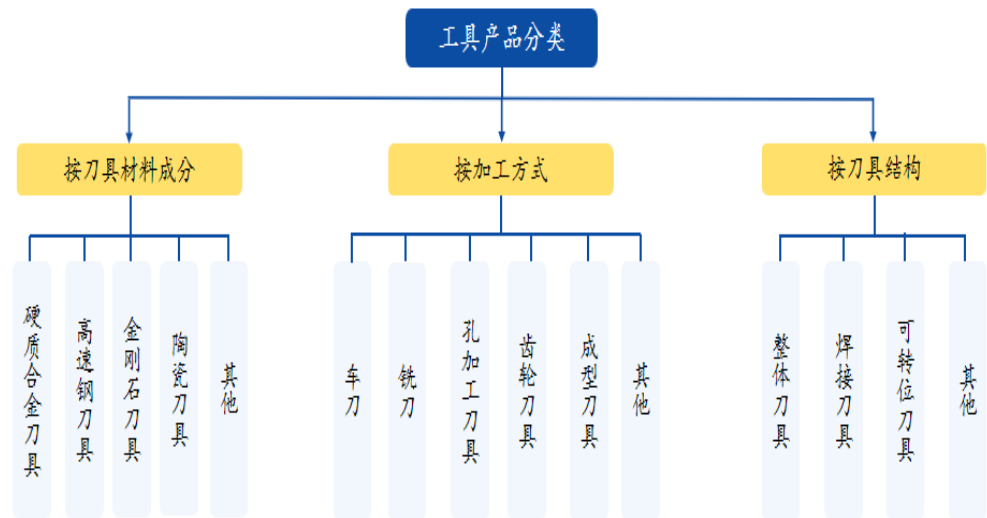 工具产品分类
按刀具材料成分
按加工方式
按刀具结构
硬质合金刀具
高速钢刀具
金刚石刀具
陶瓷刀具
其他
车刀
铣刀
孔加工刀具
齿轮刀具
成型刀具
其他
整体刀具
焊接刀具
可转位刀具
其他